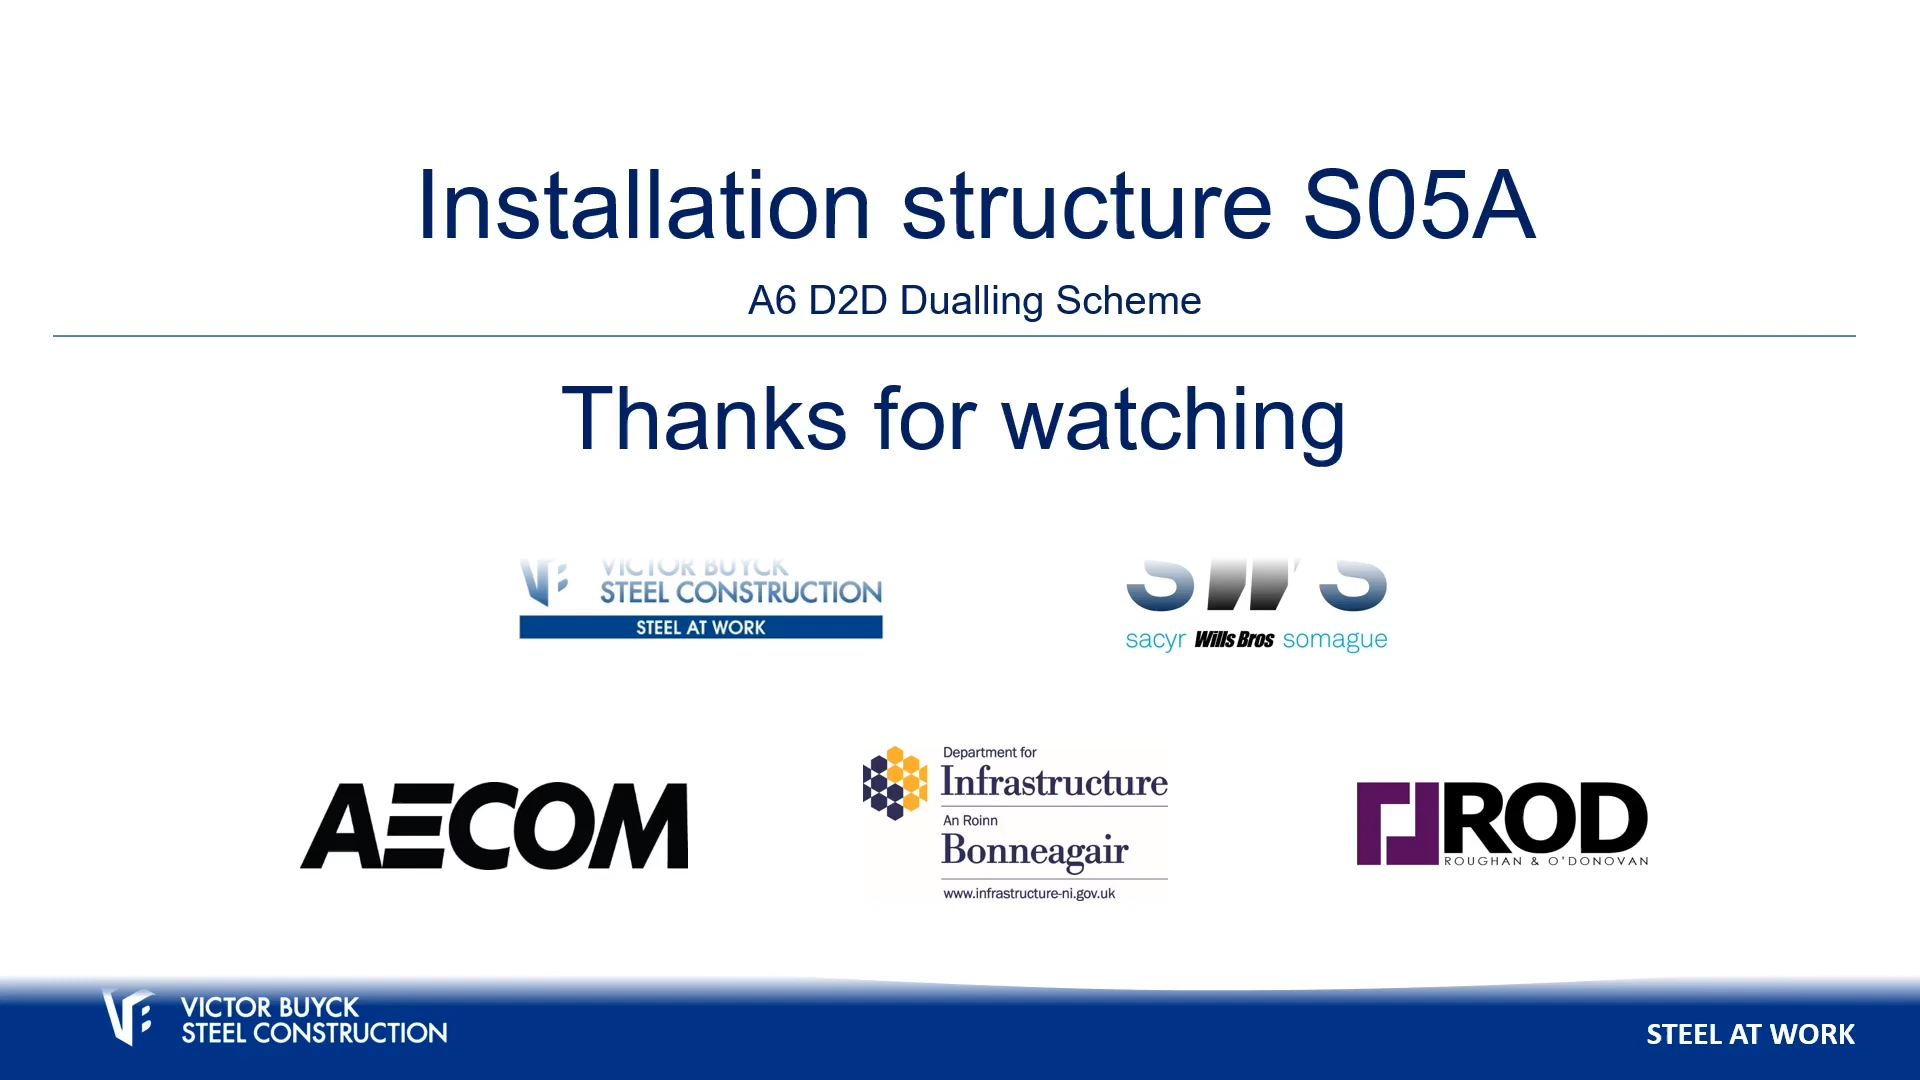 Installation structure S05A
A6 D2D Dualling Scheme
Thanks for watching
VICTOR BUYCK
STEEL CONSTRUCTION
STEEL AT WORK
SWS
sacyr Wills Bros somague
AECOM
Department for
Infrastructure
An Roinn
Bonneagair
www.infrastructure-ni.gov.uk
ROD
ROUGHAN & O'DONOVAN
VICTOR BUYCK
STEEL CONSTRUCTION
STEEL AT WORK